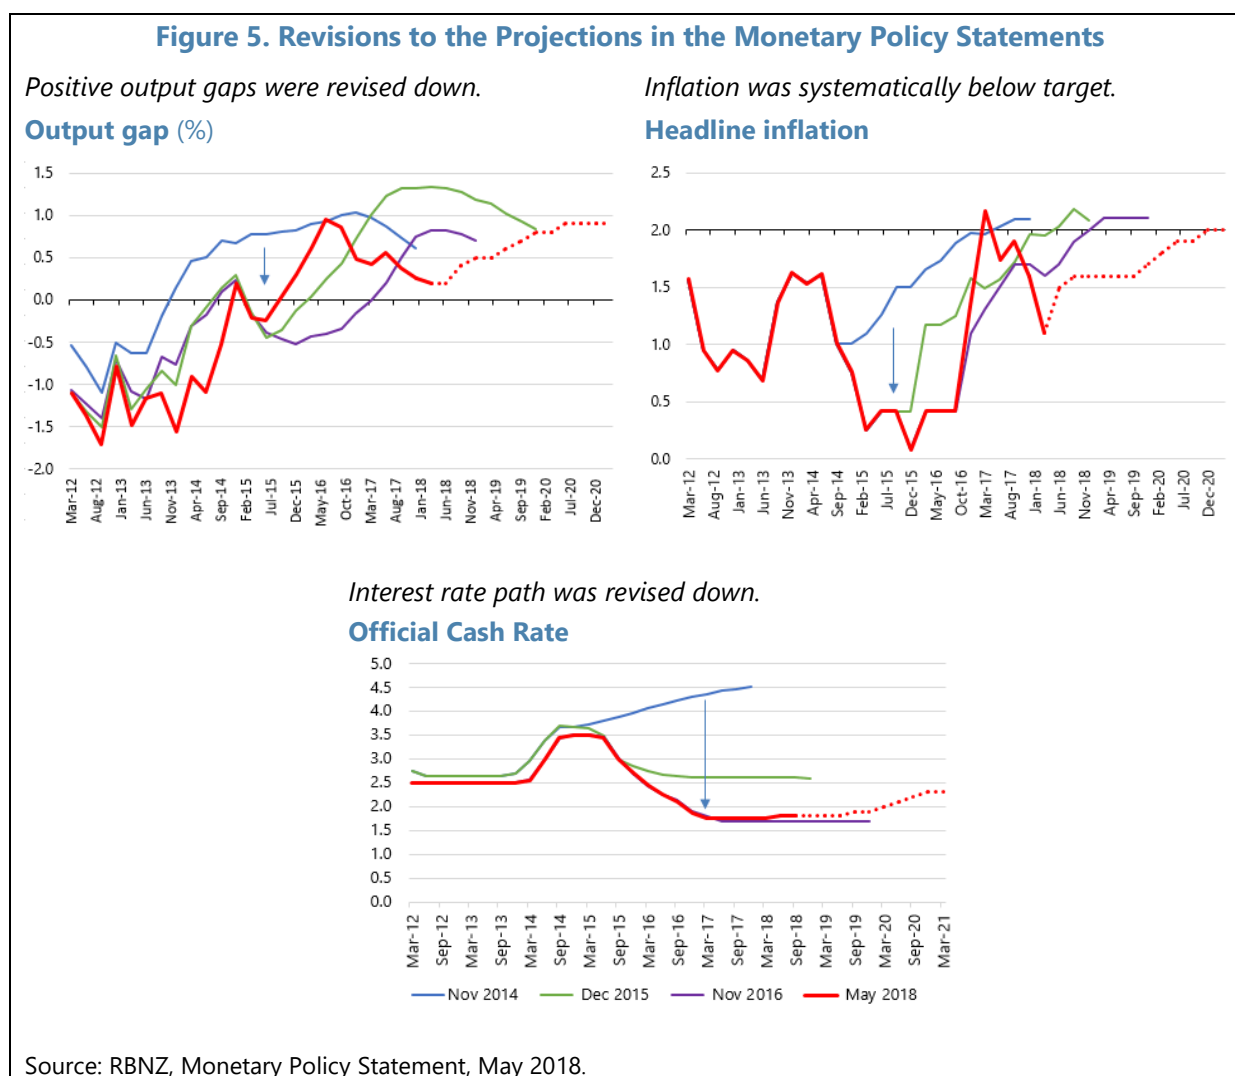 Figure 5. Revisions to the Projections in the Monetary Policy Statements
Positive output gaps were revised down.
Output gap (%)
1.5
1.0
0.5
0.0
-0.5
-1.0
-1.5
-2.0
Mar-12
Aug-12
Jan-13
Jun-13
Nov-13
Apr-14
Sep-14
Feb-15
Jul-15
Dec-15
May-16
Oct-16
Mar-17
Aug-17
Jan-18
Jun-18
Nov-18
Apr-19
Sep-19
Feb-20
Jul-20
Dec-20
Inflation was systematically below target.
Headline inflation
2.5
2.0
1.5
1.0
0.5
0.0
Mar-12
Aug-12
Jan-13
Jun-13
Nov-13
Apr-14
Sep-14
Feb-15
Jul-15
Dec-15
May-16
Oct-16
Mar-17
Aug-17
Jan-18
Jun-18
Nov-18
Apr-19
Sep-19
Feb-20
Jul-20
Dec-20
Interest rate path was revised down.
Official Cash Rate
5.0
4.5
4.0
3.5
3.0
2.5
2.0
1.5
1.0
0.5
0.0
Mar-12
Sep-12
Mar-13
Sep-13
Mar-14
Sep-14
Mar-15
Sep-15
Mar-16
Sep-16
Mar-17
Sep-17
Mar-18
Sep-18
Mar-19
Sep-19
Mar-20
Sep-20
Mar-21
Nov 2014 Dec 2015 Nov 2016 May 2018
Source: RBNZ, Monetary Policy Statement, May 2018.